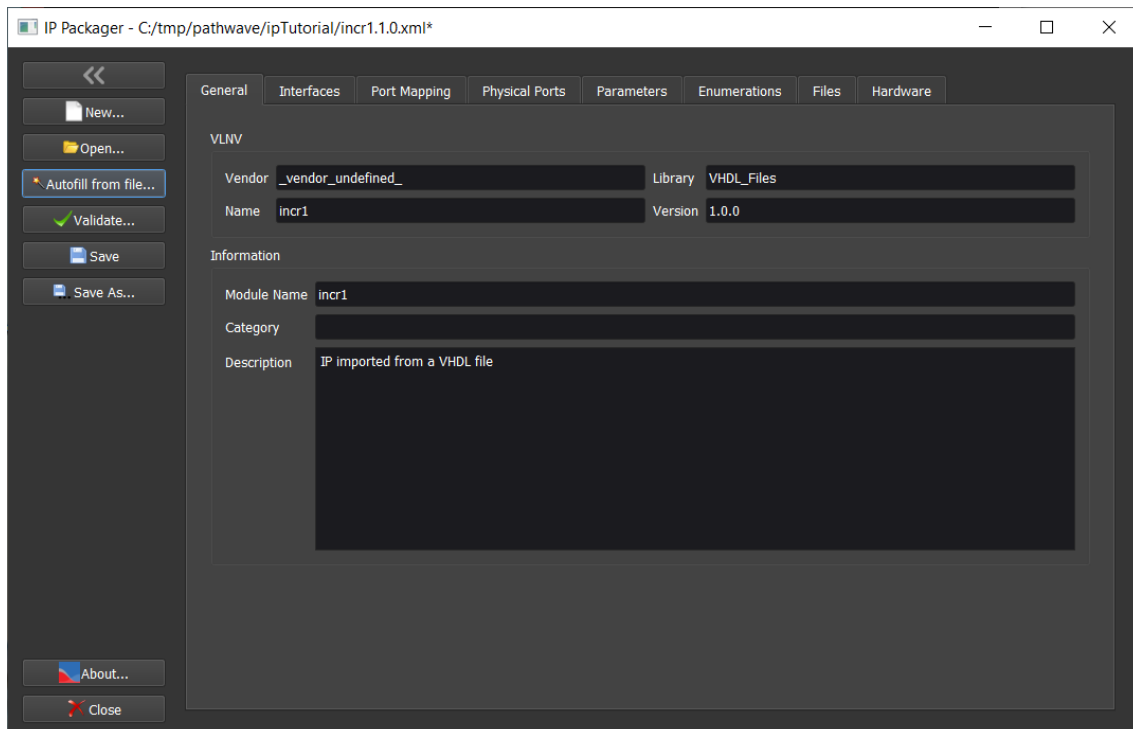 IP Packager - C:/tmp/pathwave/ipTutorial/incr1.1.0.xml*
New...
Open...
Autofill from file...
Validate...
Save
Save As...
About...
Close
General Interfaces Port Mapping Physical Ports Parameters Enumerations Files Hardware
VLNV
Vendor _vendor_undefined_ Library VHDL_Files
Name incr1 Version 1.0.0
Information
Module Name incr1
Category
Description IP imported from a VHDL file